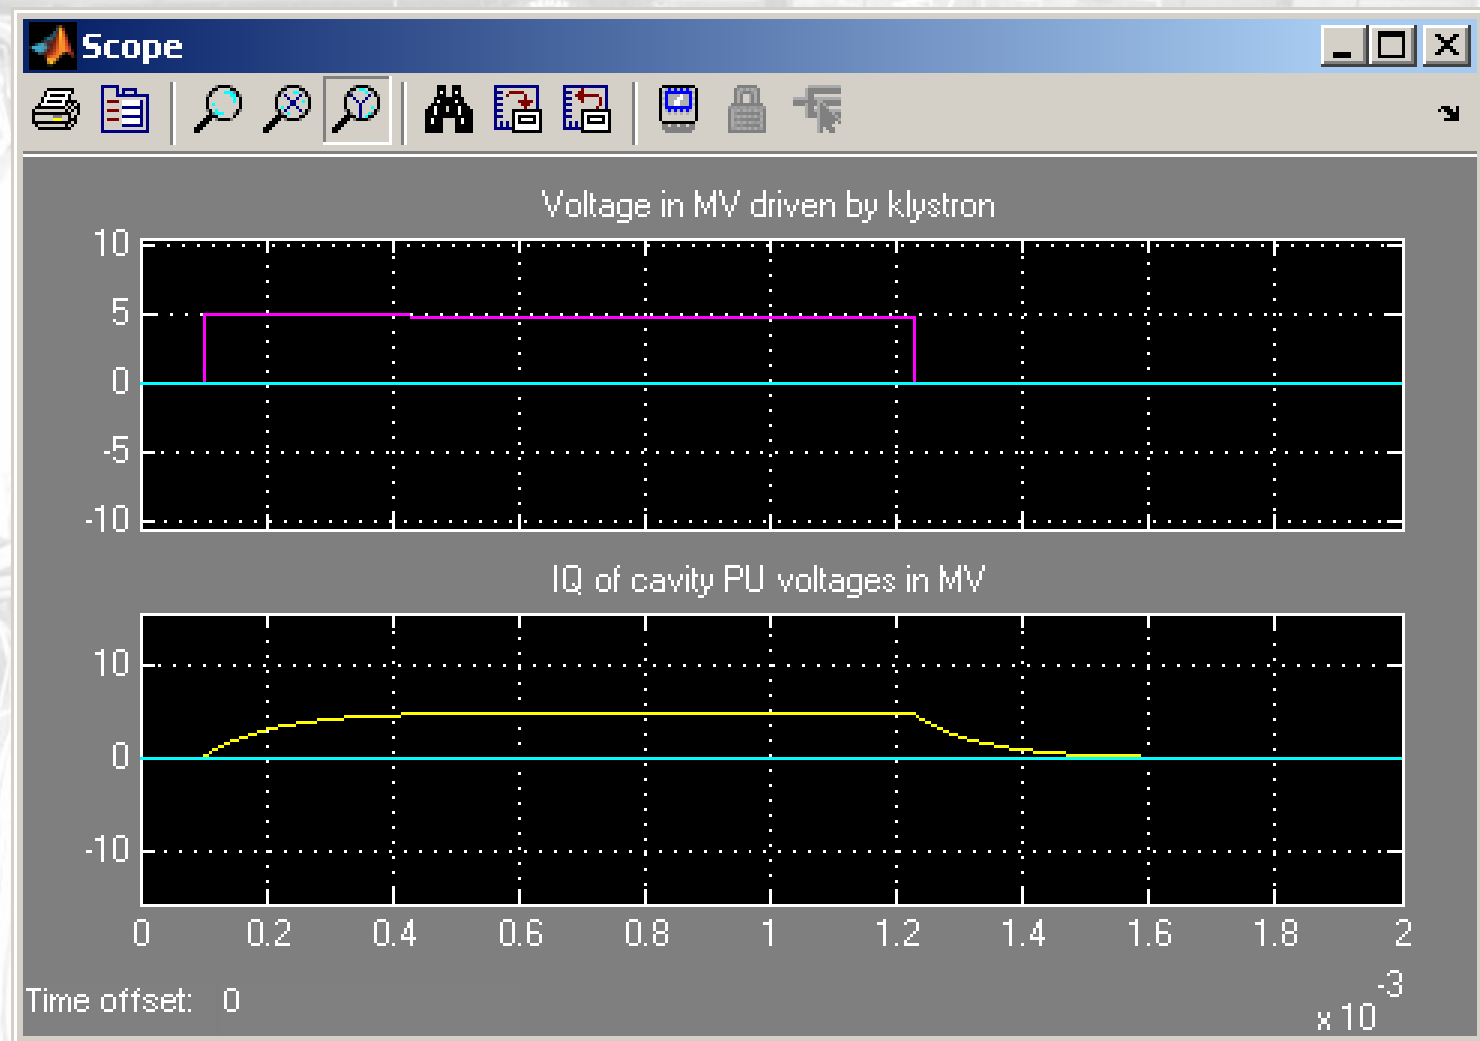 Scope
Voltage in MV driven by klystron
10
5
0
-5
-10
IQ of cavity PU voltages in MV
10
0
-10
0 0.2 0.4 0.6 0.8 1 1.2 1.4 1.6 1.8 2
Time offset: 0
x 10^-3